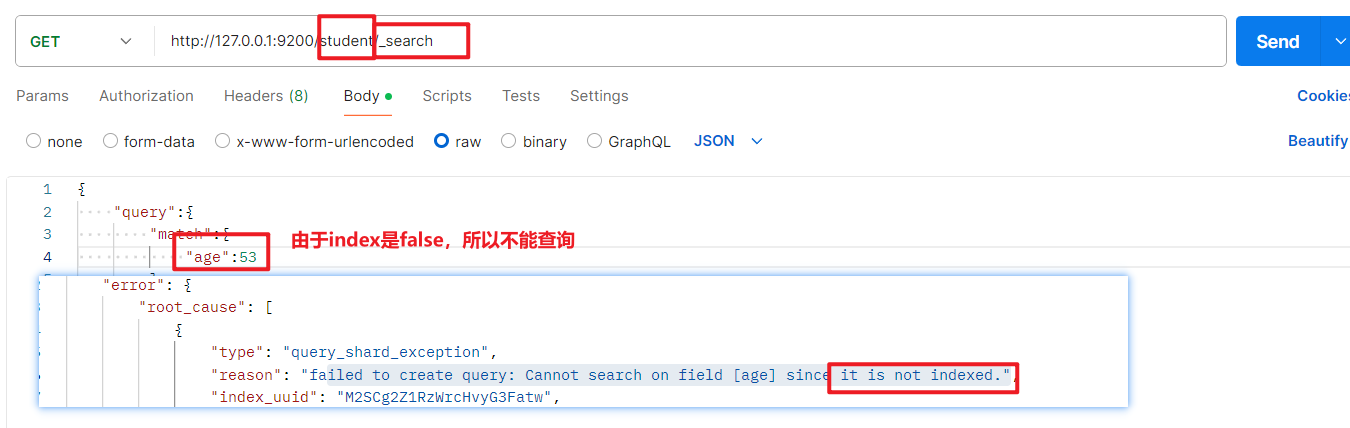 GET http://127.0.0.1:9200/student/_search Send
Params Authorization Headers (8) Body Scripts Tests Settings Cookies
none form-data x-www-form-urlencoded raw binary GraphQL JSON Beautify
1 {
2 "query":{
3 "match":{
由于index是false，所以不能查询
4 "age":53
"error": {
"root_cause": [
{
"type": "query_shard_exception",
"reason": "failed to create query: Cannot search on field [age] since it is not indexed.",
"index_uuid": "M2SCg2Z1RzWrcHvyG3Fatw",